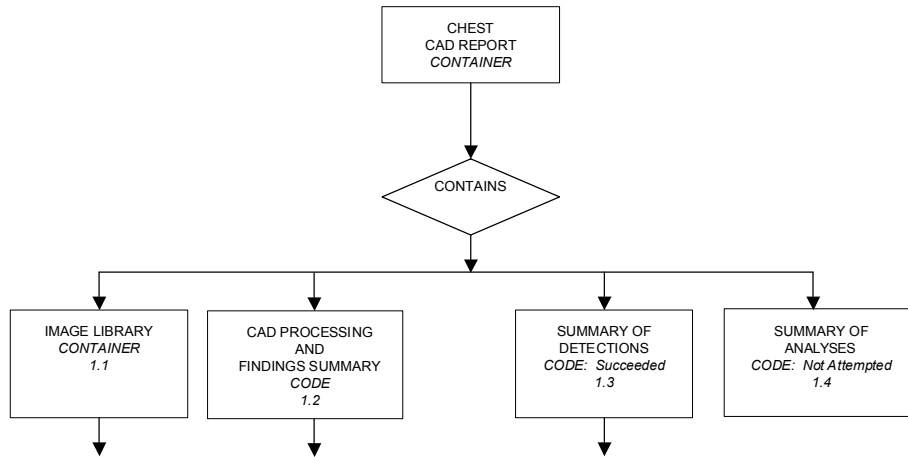 CHEST
CAD REPORT
CONTAINER
CONTAINS
IMAGE LIBRARY
CONTAINER
1.1
CAD PROCESSING
AND
FINDINGS SUMMARY
CODE
1.2
SUMMARY OF
DETECTIONS
CODE: Succeeded
1.3
SUMMARY OF
ANALYSES
CODE: Not Attempted
1.4